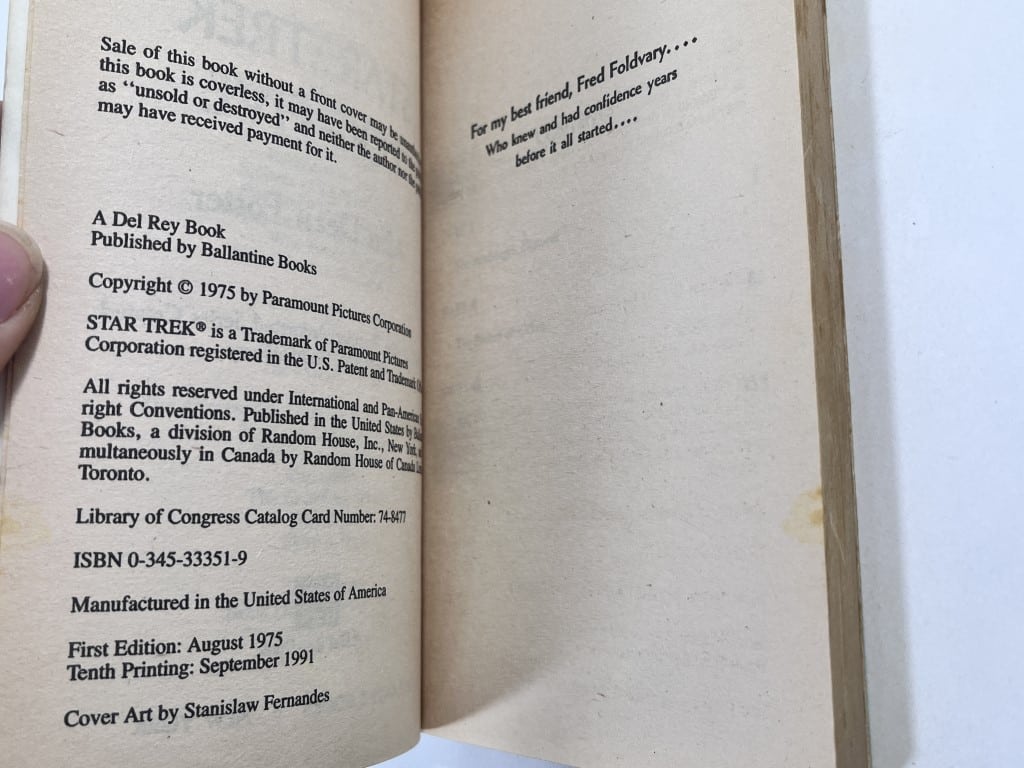 Sale of this book without a front cover may be
this book is coverless, it may have been reported to the
as "unsold or destroyed" and neither the author nor the
may have received payment for it.
A Del Rey Book
Published by Ballantine Books
Copyright © 1975 by Paramount Pictures Corporation
STAR TREK® is a Trademark of Paramount Pictures
Corporation registered in the U.S. Patent and Trademark
All rights reserved under International and Pan-American
right Conventions. Published in the United States by
Books, a division of Random House, Inc., New York,
multaneously in Canada by Random House of Canada
Toronto.
Library of Congress Catalog Card Number: 74-8477
ISBN 0-345-33351-9
Manufactured in the United States of America
First Edition: August 1975
Tenth Printing: September 1991
Cover Art by Stanislaw Fernandes
For my best friend, Fred Foldvary....
Who knew and had confidence years
before it all started....